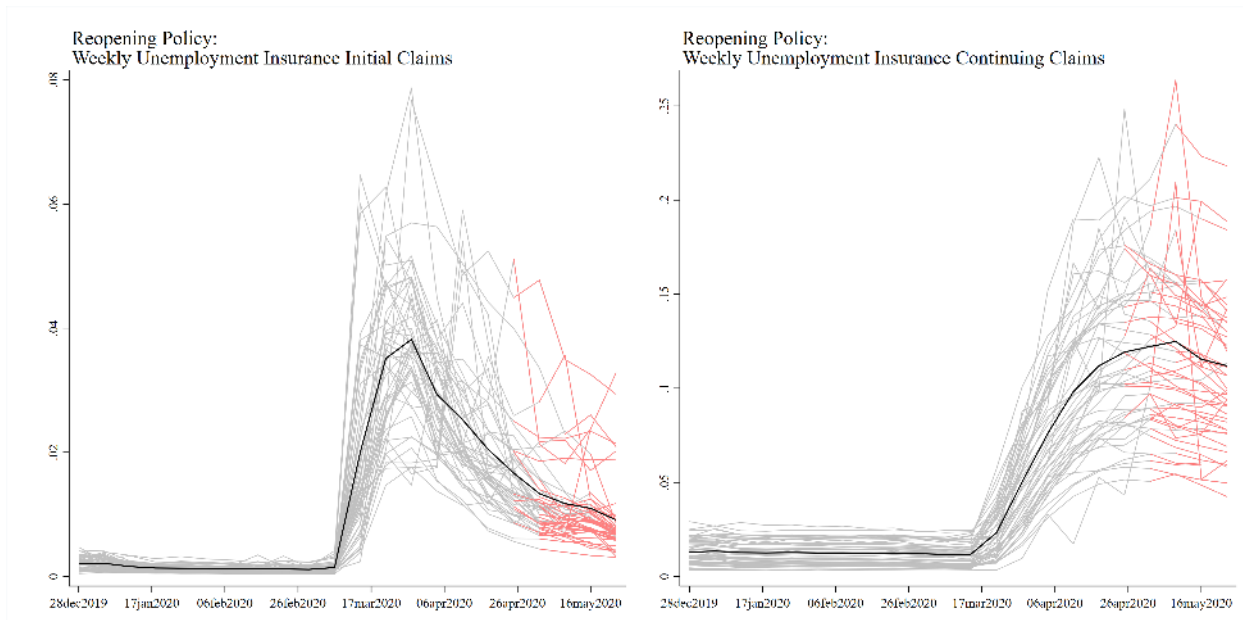 Reopening Policy:
Weekly Unemployment Insurance Initial Claims
.08
.06
.04
.02
0
28dec2019 17jan2020 06feb2020 26feb2020 17mar2020 06apr2020 26apr2020 16may2020
Reopening Policy:
Weekly Unemployment Insurance Continuing Claims
.25
.2
.15
.1
.05
0
28dec2019 17jan2020 06feb2020 26feb2020 17mar2020 06apr2020 26apr2020 16may2020